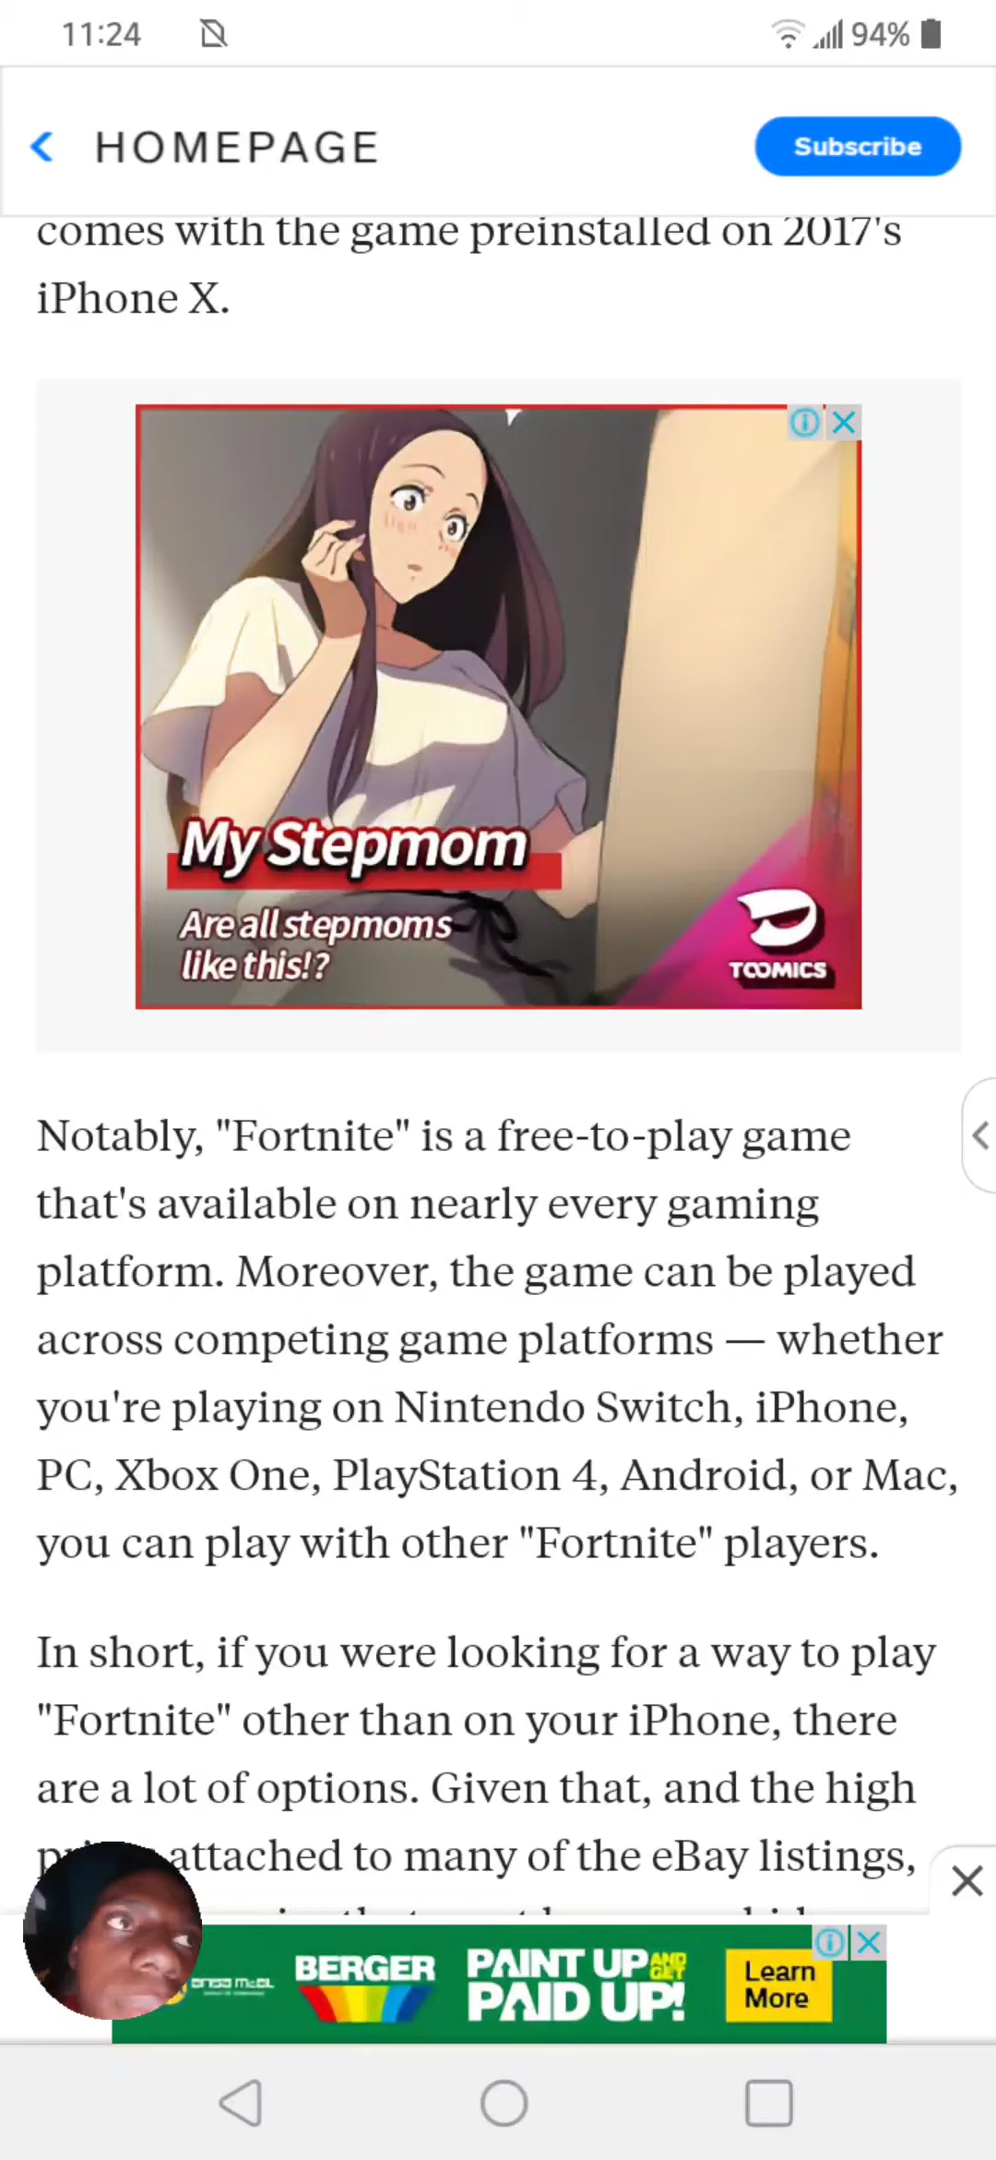 11:24
94%
HOMEPAGE
Subscribe
comes with the game preinstalled on 2017's
iPhone X.
My Stepmom
Are all stepmoms
like this!?
TOOMICS
Notably, "Fortnite" is a free-to-play game
that's available on nearly every gaming
platform. Moreover, the game can be played
across competing game platforms — whether
you're playing on Nintendo Switch, iPhone,
PC, Xbox One, PlayStation 4, Android, or Mac,
you can play with other "Fortnite" players.
In short, if you were looking for a way to play
"Fortnite" other than on your iPhone, there
are a lot of options. Given that, and the high
attached to many of the eBay listings,
BERGER
PAINT UP AND GET
PAID UP!
Learn
More